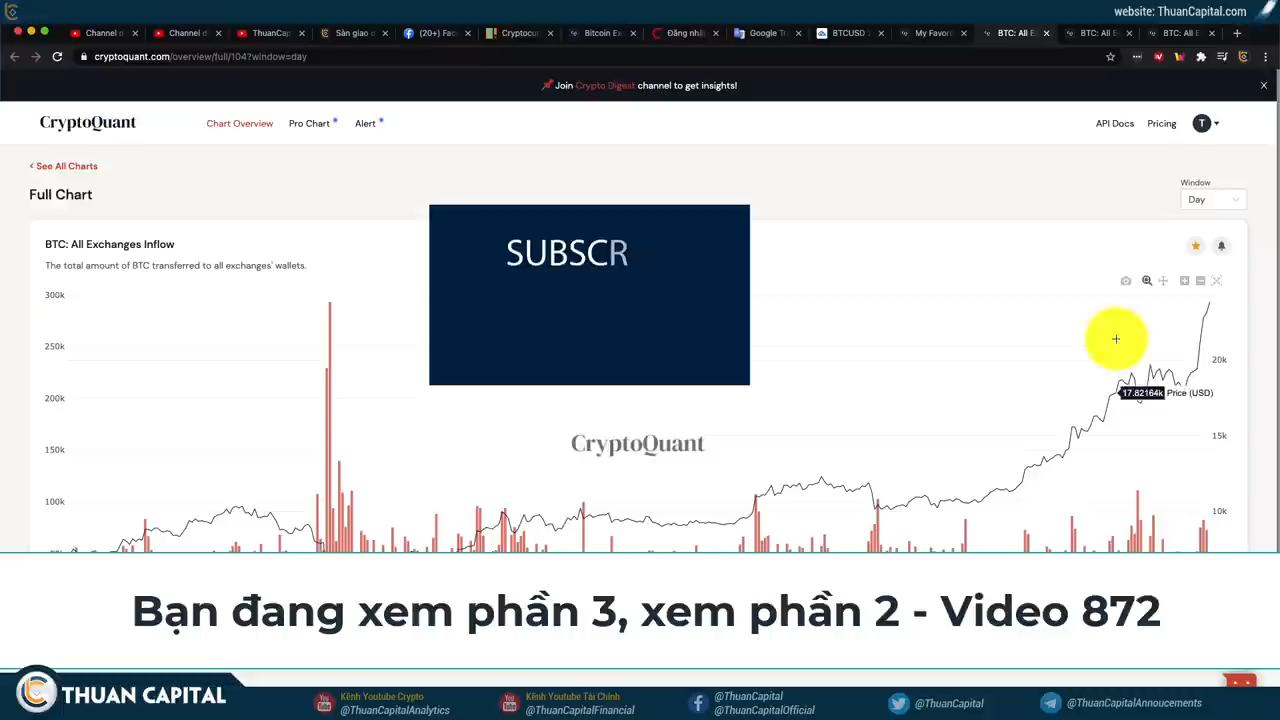 website: ThuanCapital.com
Channel d
Channel d
ThuanCap
Sàn giao d
(20+) Fac
Cryptocur
Bitcoin Ex
Đăng nhậ
Google Tra
BTCUSD
My Favori
BTC: All E
BTC: All E
BTC: All E
cryptoquant.com/overview/full/104?window=day
Join Crypto Digest channel to get insights!
CryptoQuant
Chart Overview
Pro Chart
Alert
API Docs
Pricing
T
< See All Charts
Full Chart
Window
Day
BTC: All Exchanges Inflow
The total amount of BTC transferred to all exchanges' wallets.
SUBSCR
300k
250k
200k
150k
100k
20k
15k
10k
17.82164k Price (USD)
CryptoQuant
Bạn đang xem phần 3, xem phần 2 - Video 872
THUAN CAPITAL
Kênh Youtube Crypto
@ThuanCapitalAnalytics
Kênh Youtube Tài Chính
@ThuanCapitalFinancial
@ThuanCapital
@ThuanCapitalOfficial
@ThuanCapital
@ThuanCapitalAnnoucements